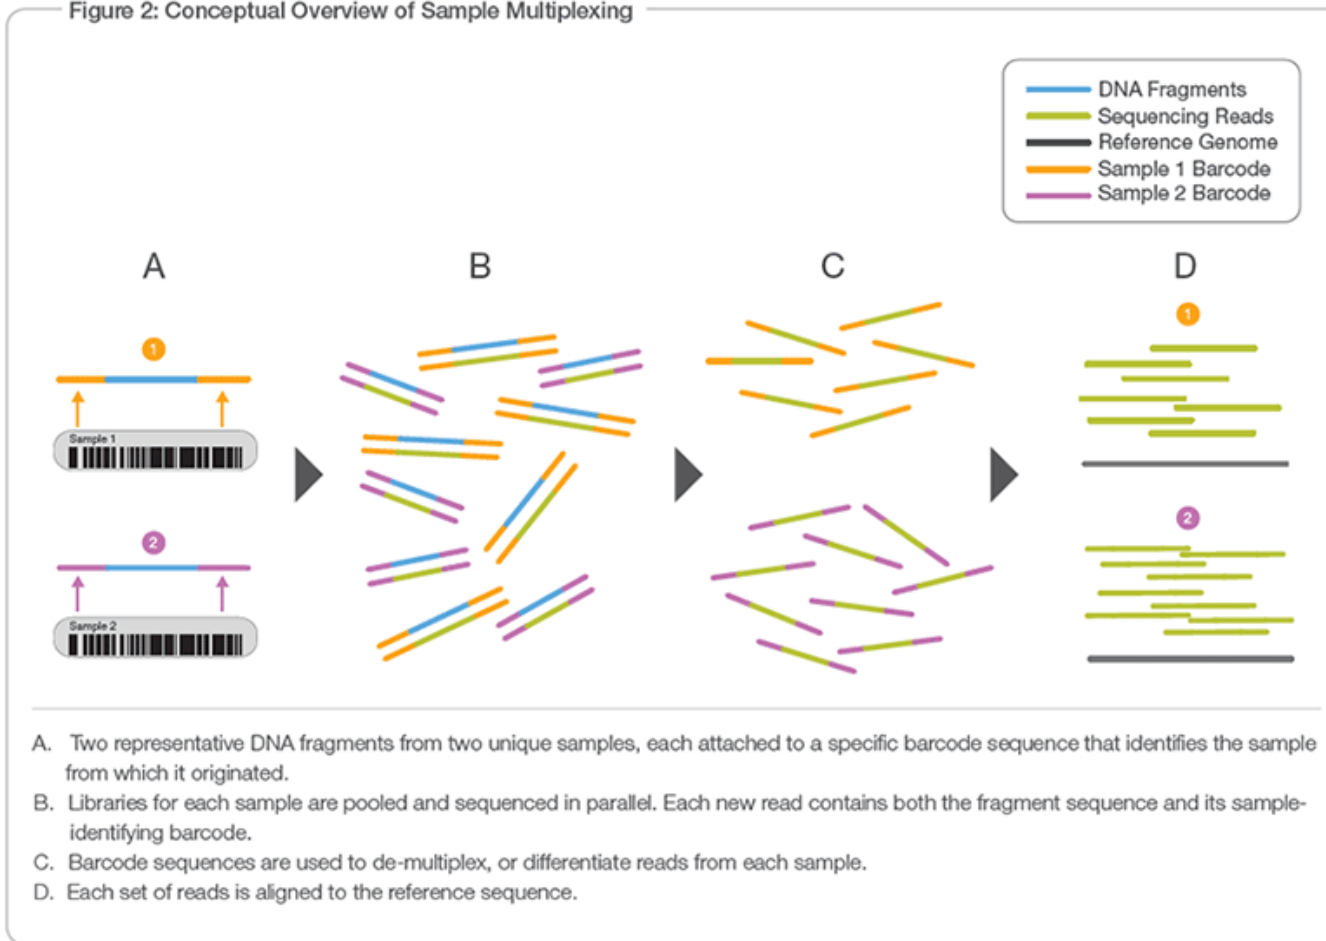 Figure 2: Conceptual Overview of Sample Multiplexing
DNA Fragments
Sequencing Reads
Reference Genome
Sample 1 Barcode
Sample 2 Barcode
A
B
C
D
1
Sample 1
2
Sample 2
1
2
A. Two representative DNA fragments from two unique samples, each attached to a specific barcode sequence that identifies the sample
from which it originated.
B. Libraries for each sample are pooled and sequenced in parallel. Each new read contains both the fragment sequence and its sample-
identifying barcode.
C. Barcode sequences are used to de-multiplex, or differentiate reads from each sample.
D. Each set of reads is aligned to the reference sequence.